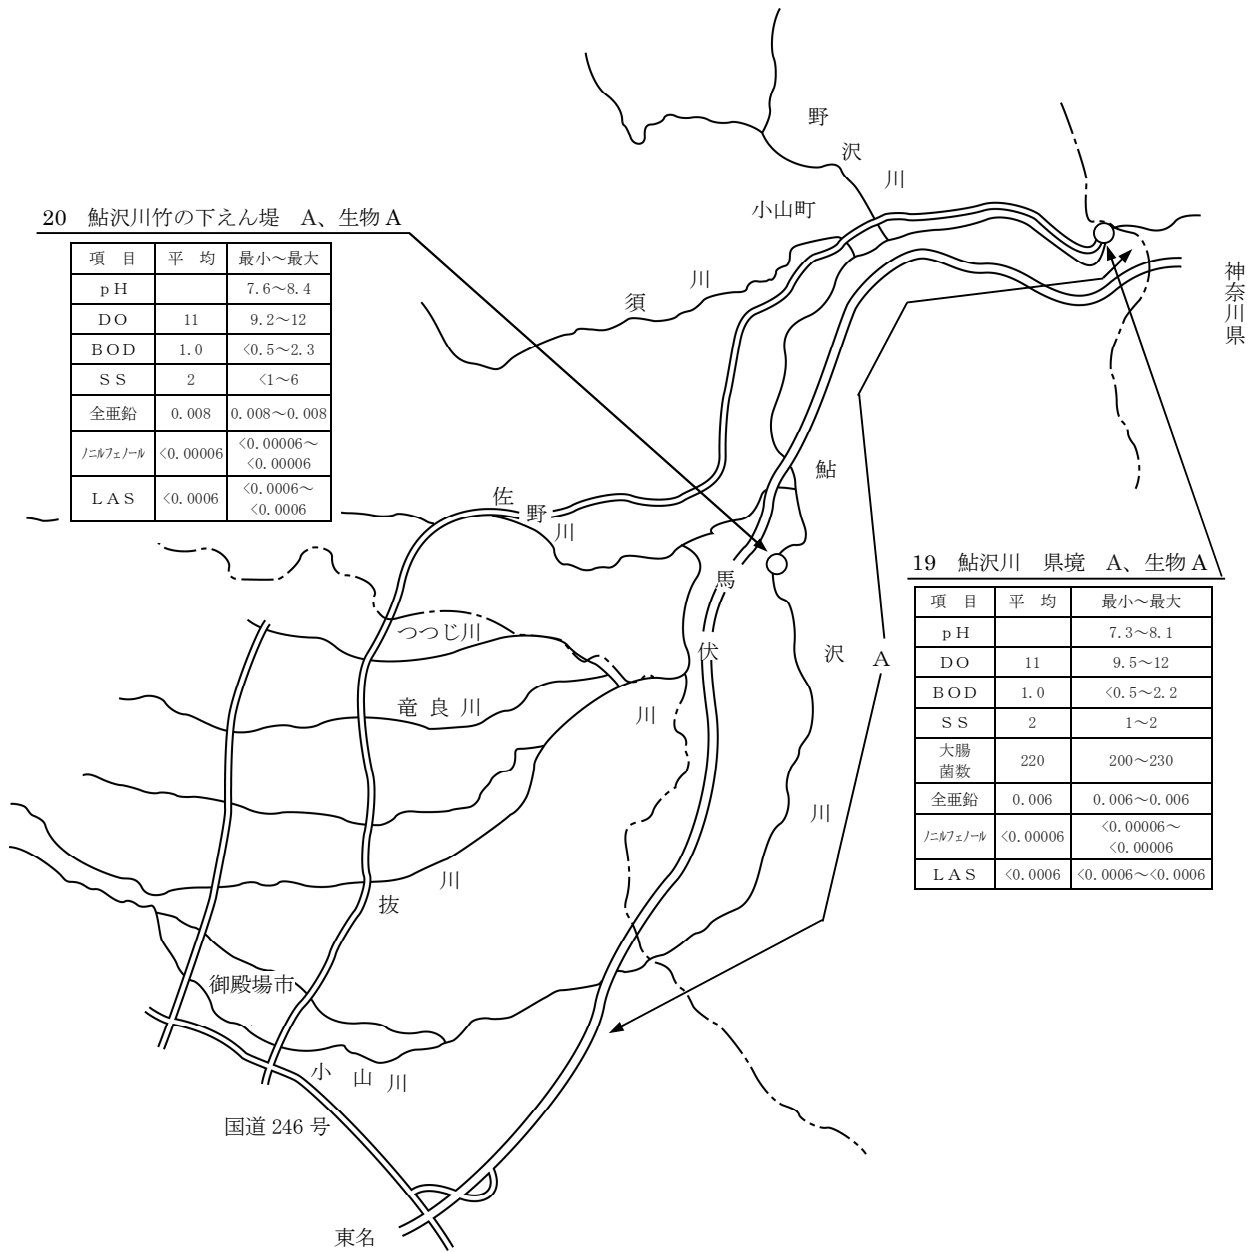 野
沢
川
小山町
20 鮎沢川竹の下えん堤 A、生物A
項 目 平 均 最小～最大
pH 7.6～8.4
DO 11 9.2～12
BOD 1.0 <0.5～2.3
SS 2 <1～6
全亜鉛 0.008 0.008～0.008
ﾉﾆﾙﾌｪﾉｰﾙ <0.00006 <0.00006～
<0.00006
LAS <0.0006 <0.0006～
<0.0006
須
川
神
奈
川
県
鮎
沢
川
佐
野
川
馬
伏
川
A
19 鮎沢川 県境 A、生物A
項 目 平 均 最小～最大
pH 7.3～8.1
DO 11 9.5～12
BOD 1.0 <0.5～2.2
SS 2 1～2
大腸
菌数 220 200～230
全亜鉛 0.006 0.006～0.006
ﾉﾆﾙﾌｪﾉｰﾙ <0.00006 <0.00006～
<0.00006
LAS <0.0006 <0.0006～<0.0006
つつじ川
竜良川
抜
川
御殿場市
小山川
国道246号
東名